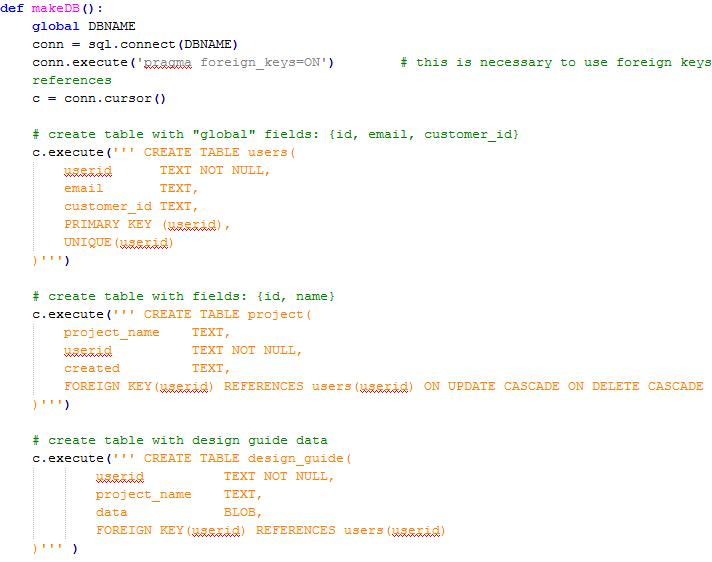 def makeDB():
    global DBNAME
    conn = sql.connect(DBNAME)
    conn.execute('pragma foreign_keys=ON')        # this is necessary to use foreign keys
    references
    c = conn.cursor()

    # create table with "global" fields: {id, email, customer_id}
    c.execute(''' CREATE TABLE users(
        userid      TEXT NOT NULL,
        email       TEXT,
        customer_id TEXT,
        PRIMARY KEY (userid),
        UNIQUE(userid)
    )''')

    # create table with fields: {id, name}
    c.execute(''' CREATE TABLE project(
        project_name    TEXT,
        userid          TEXT NOT NULL,
        created         TEXT,
        FOREIGN KEY(userid) REFERENCES users(userid) ON UPDATE CASCADE ON DELETE CASCADE
    )''')

    # create table with design guide data
    c.execute(''' CREATE TABLE design_guide(
            userid          TEXT NOT NULL,
            project_name    TEXT,
            data            BLOB,
            FOREIGN KEY(userid) REFERENCES users(userid)
    )''' )